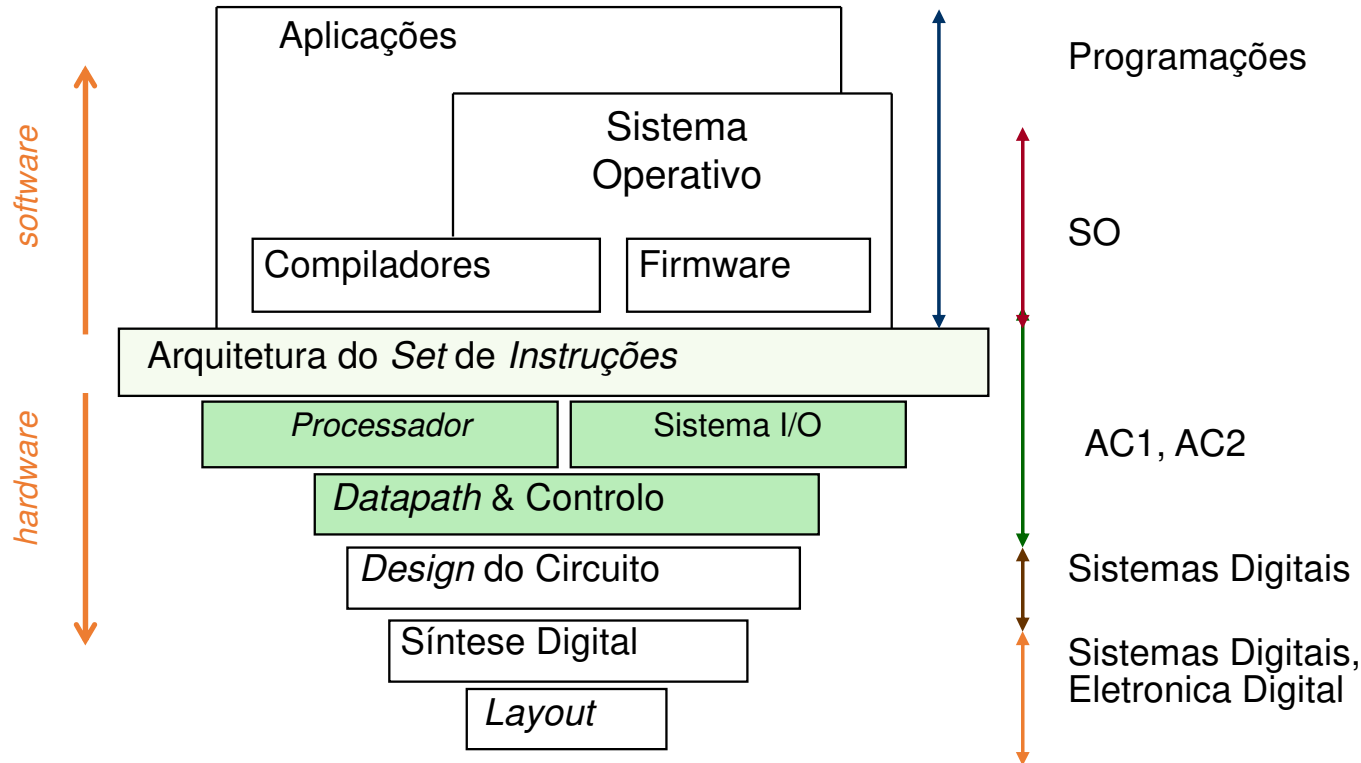 Aplicações
Programações
Sistema
Operativo
software
SO
Compiladores
Firmware
Arquitetura do Set de Instruções
Processador
Sistema I/O
AC1, AC2
hardware
Datapath & Controlo
Design do Circuito
Sistemas Digitais
Síntese Digital
Sistemas Digitais,
Eletronica Digital
Layout